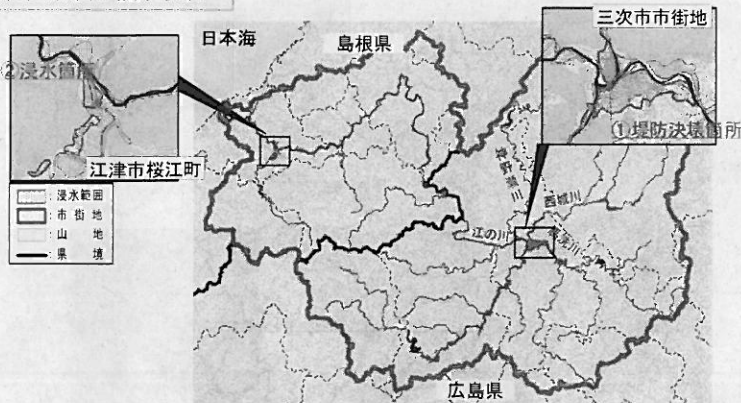 三次市市街地
日本海
島根県
②浸水箇所
①堤防決壊箇所
江津市桜江町
浸水範囲
市街地
山地
県境
神野瀬川
西城川
江の川
馬洗川
広島県